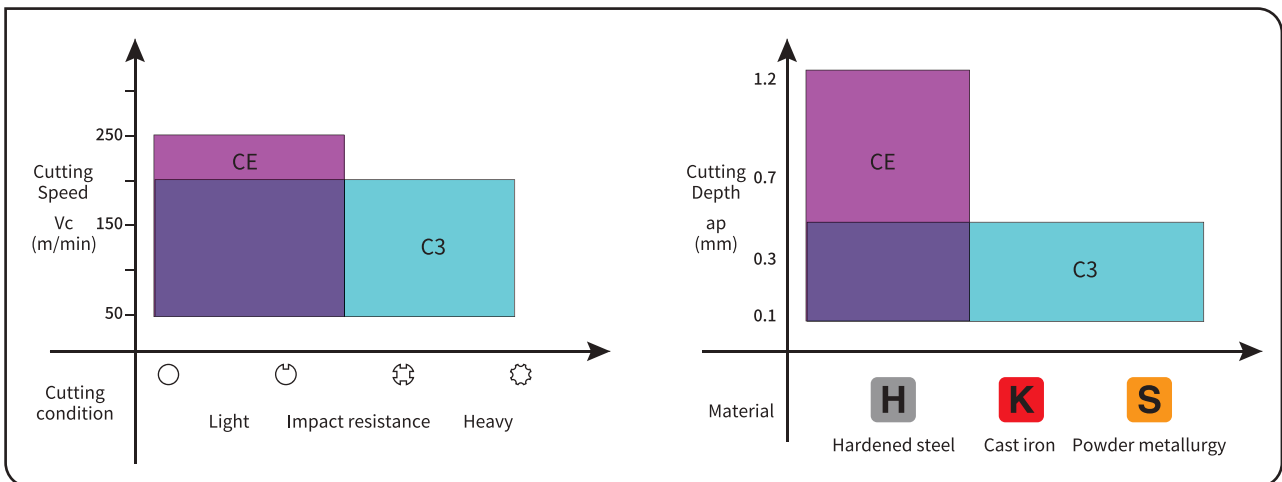 250
150
50
Cutting
Speed
Vc
(m/min)
CE
C3
Cutting
condition
Light
Impact resistance
Heavy
1.2
0.7
0.3
0.1
Cutting
Depth
ap
(mm)
CE
C3
Material
H
K
S
Hardened steel
Cast iron
Powder metallurgy